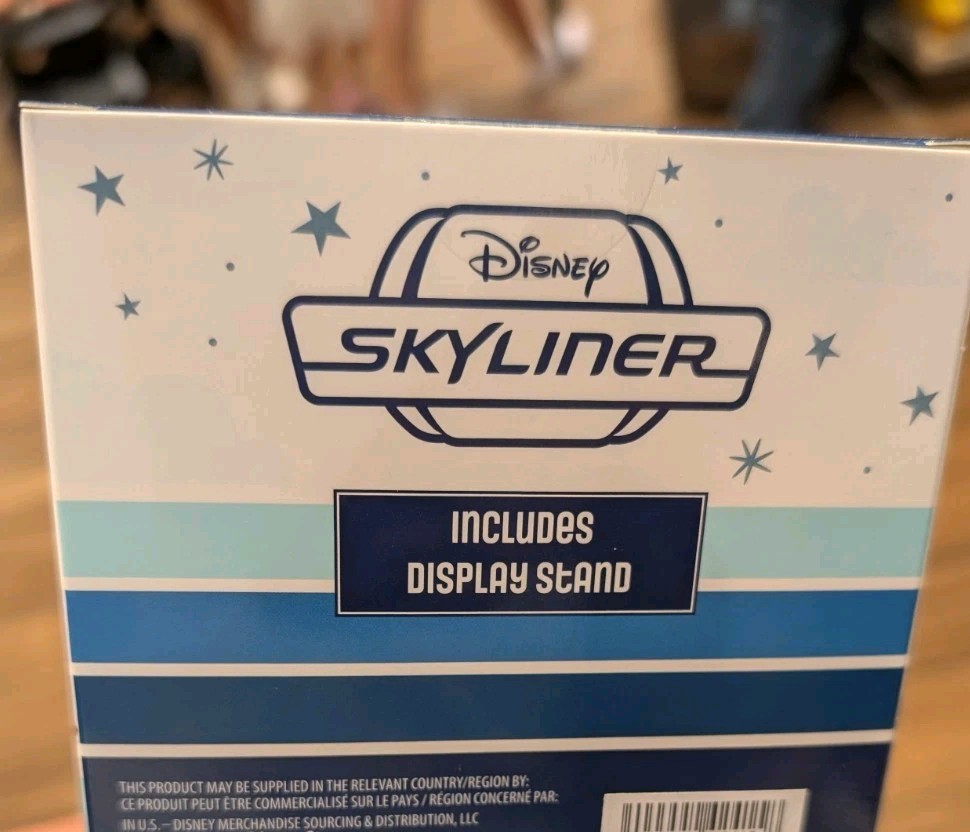 Disney
SKYLINER
INCLUDES
DISPLAY STAND
THIS PRODUCT MAY BE SUPPLIED IN THE RELEVANT COUNTRY/REGION BY:
CE PRODUIT PEUT ÊTRE COMMERCIALISÉ SUR LE PAYS / RÉGION CONCERNÉ PAR:
IN U.S. – DISNEY MERCHANDISE SOURCING & DISTRIBUTION, LLC